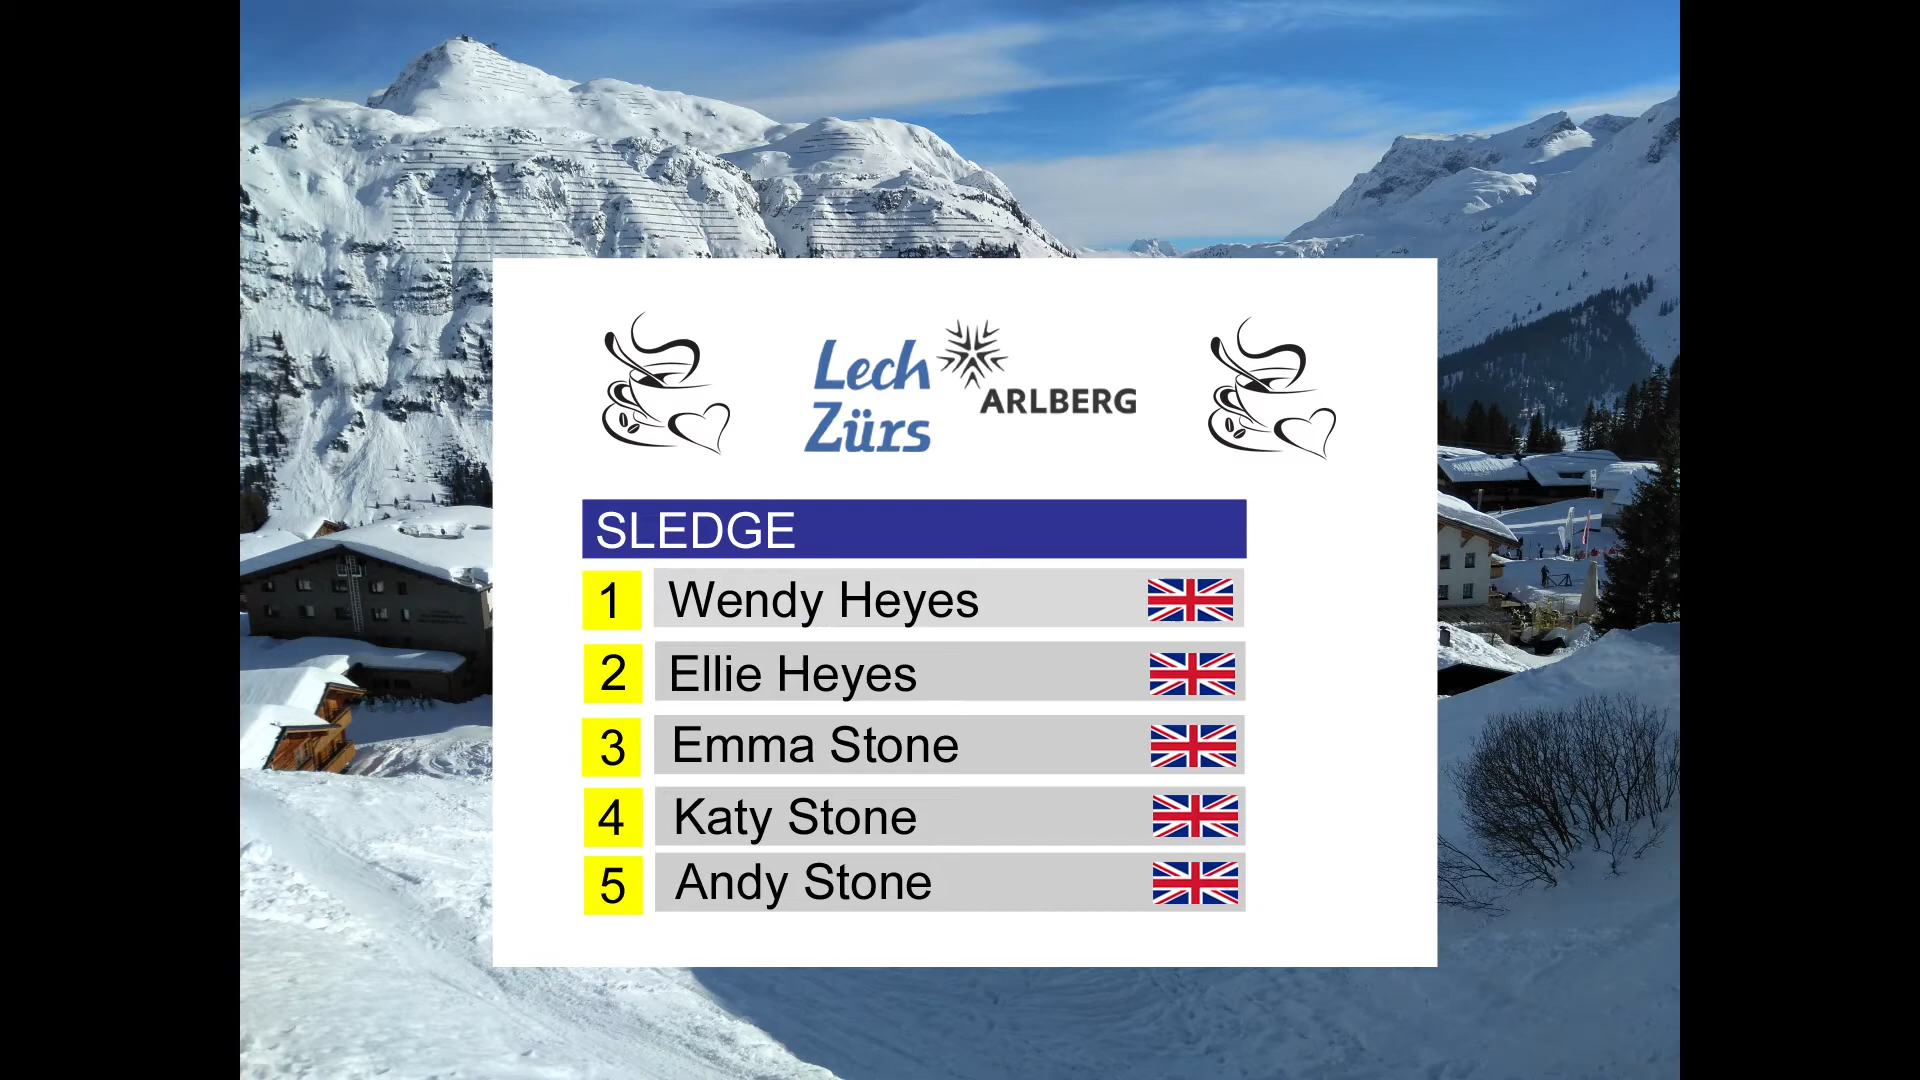 Lech
Zürs
ARLBERG
SLEDGE
1 Wendy Heyes
2 Ellie Heyes
3 Emma Stone
4 Katy Stone
5 Andy Stone